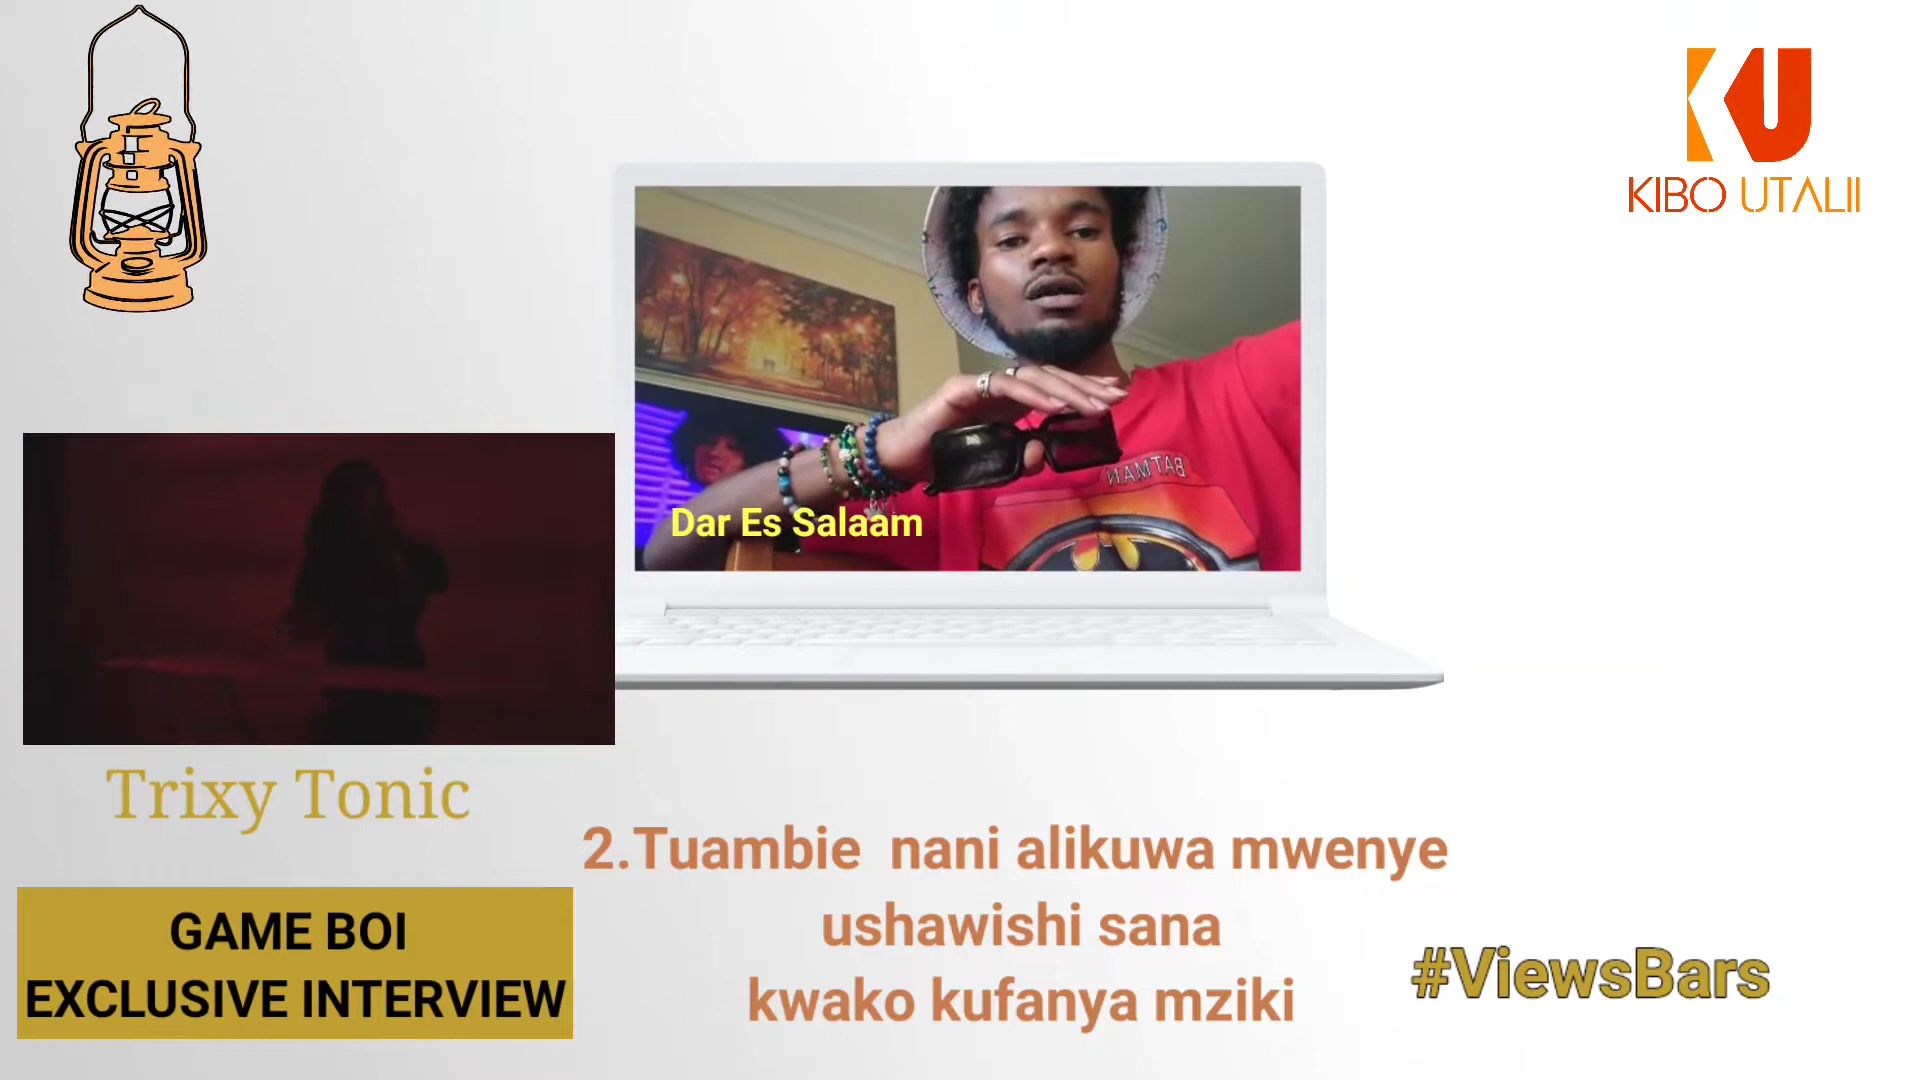 KU
KIBO UTALII
BATMAN
Dar Es Salaam
Trixy Tonic
GAME BOI
EXCLUSIVE INTERVIEW
2.Tuambie nani alikuwa mwenye
ushawishi sana
kwako kufanya mziki
#ViewsBars